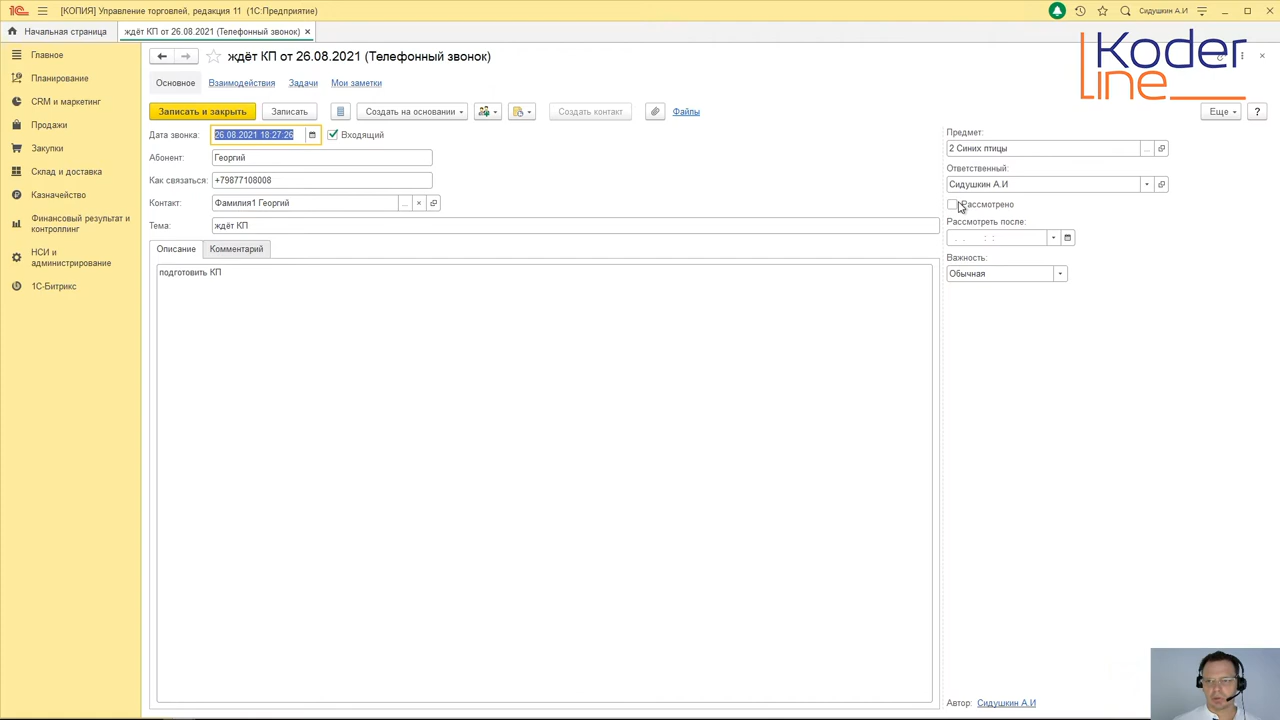 [КОПИЯ] Управление торговлей, редакция 11 (1С:Предприятие)
Сидушкин А.И
Начальная страница
ждёт КП от 26.08.2021 (Телефонный звонок)
Koder
line
Главное
Планирование
CRM и маркетинг
Продажи
Закупки
Склад и доставка
Казначейство
Финансовый результат и
контроллинг
НСИ и
администрирование
1С-Битрикс
ждёт КП от 26.08.2021 (Телефонный звонок)
Основное Взаимодействия Задачи Мои заметки
Записать и закрыть Записать Создать на основании Создать контакт Файлы Еще ?
Дата звонка: 26.08.2021 18:27:26 Входящий
Абонент: Георгий
Как связаться: +79877108008
Контакт: Фамилия1 Георгий ...
Тема: ждёт КП
Описание Комментарий
подготовить КП
Предмет:
2 Синих птицы ...
Ответственный:
Сидушкин А.И
Рассмотрено
Рассмотреть после:
. . : :
Важность:
Обычная
Автор: Сидушкин А.И